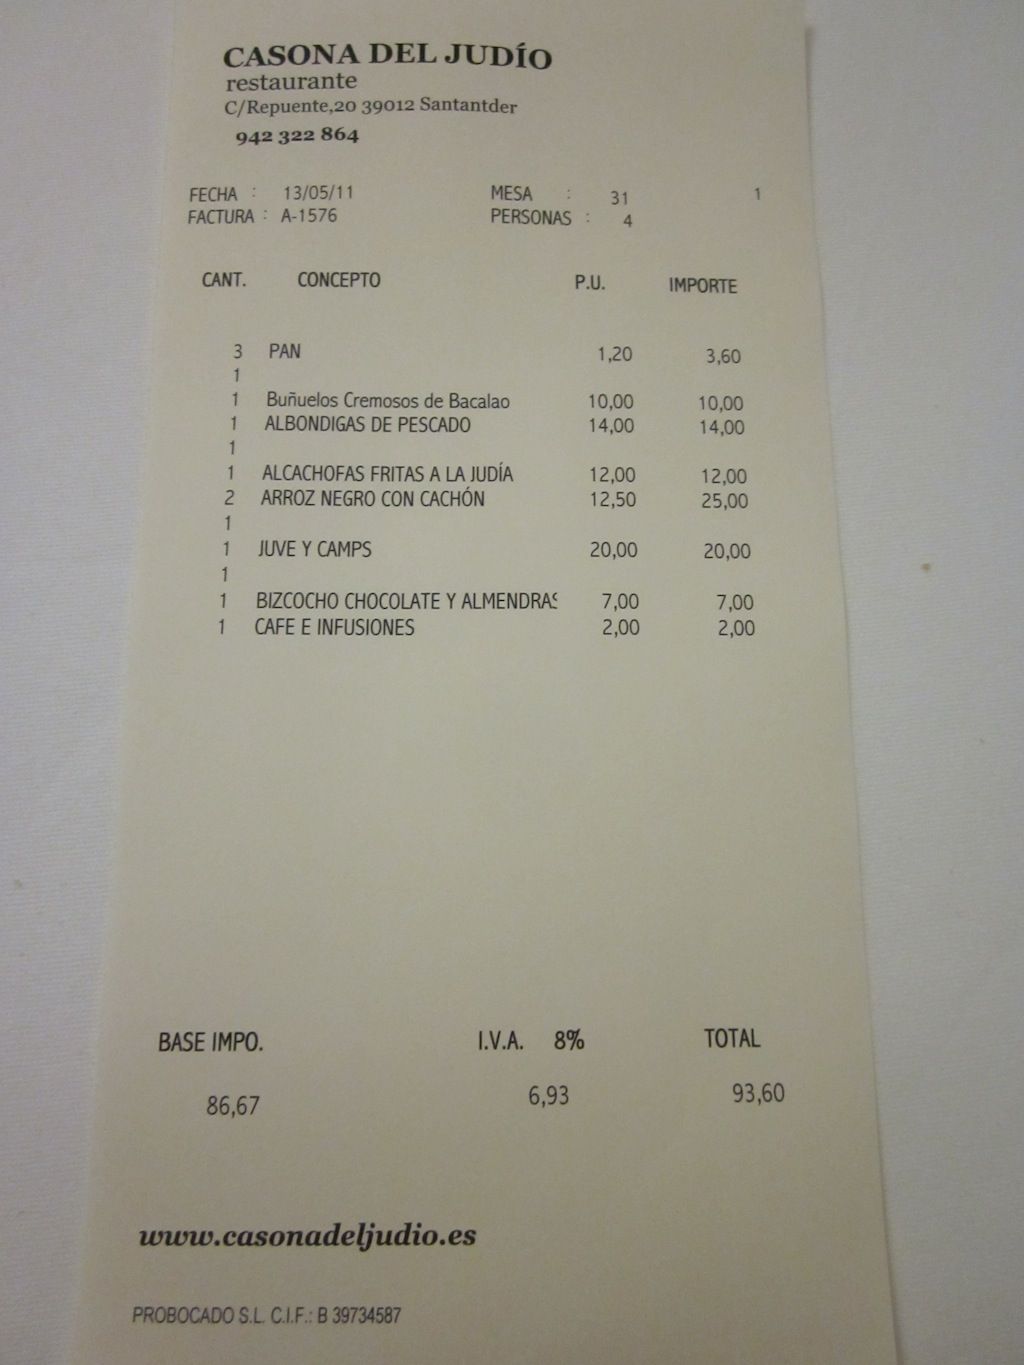 CASONA DEL JUDÍO
restaurante
C/Repuente,20 39012 Santantder
942 322 864
FECHA : 13/05/11 MESA : 31 1
FACTURA : A-1576 PERSONAS : 4
CANT. CONCEPTO P.U. IMPORTE
3 PAN 1,20 3,60
1
1 Buñuelos Cremosos de Bacalao 10,00 10,00
1 ALBONDIGAS DE PESCADO 14,00 14,00
1
1 ALCACHOFAS FRITAS A LA JUDÍA 12,00 12,00
2 ARROZ NEGRO CON CACHÓN 12,50 25,00
1
1 JUVE Y CAMPS 20,00 20,00
1
1 BIZCOCHO CHOCOLATE Y ALMENDRAS 7,00 7,00
1 CAFE E INFUSIONES 2,00 2,00
BASE IMPO. I.V.A. 8% TOTAL
86,67 6,93 93,60
www.casonadeljudio.es
PROBOCADO S.L. C.I.F.: B 39734587